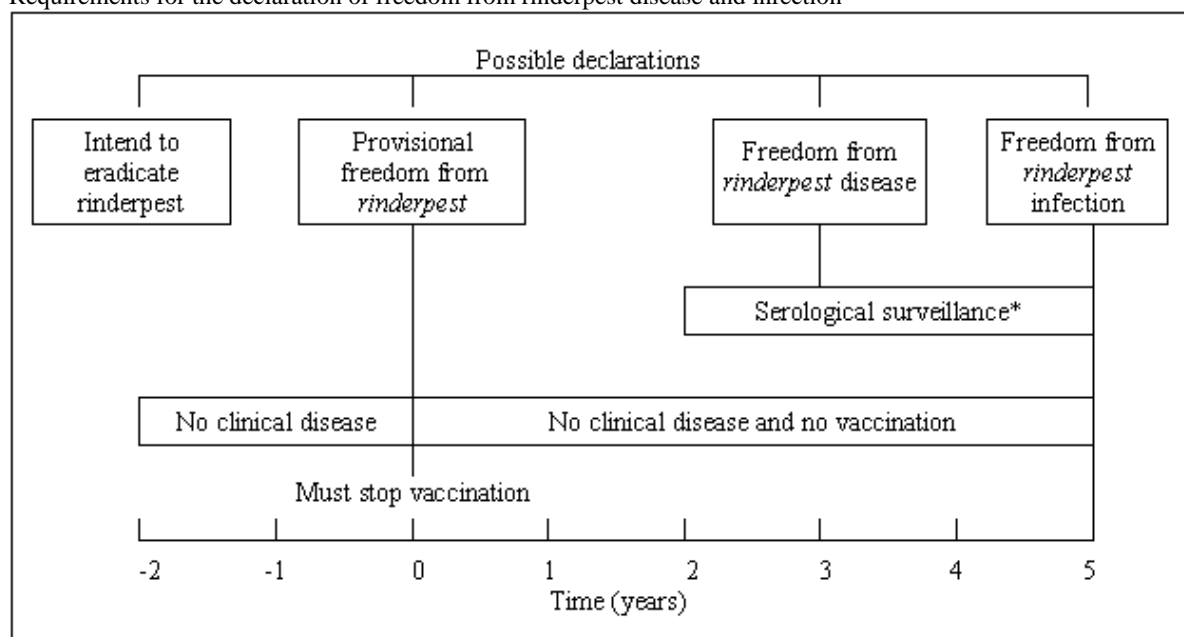 Requirements for the declaration of freedom from rinderpest disease and infection
Possible declarations
Intend to
eradicate
rinderpest
Provisional
freedom from
rinderpest
Freedom from
rinderpest disease
Freedom from
rinderpest
infection
Serological surveillance*
No clinical disease
No clinical disease and no vaccination
Must stop vaccination
-2 -1 0 1 2 3 4 5
Time (years)